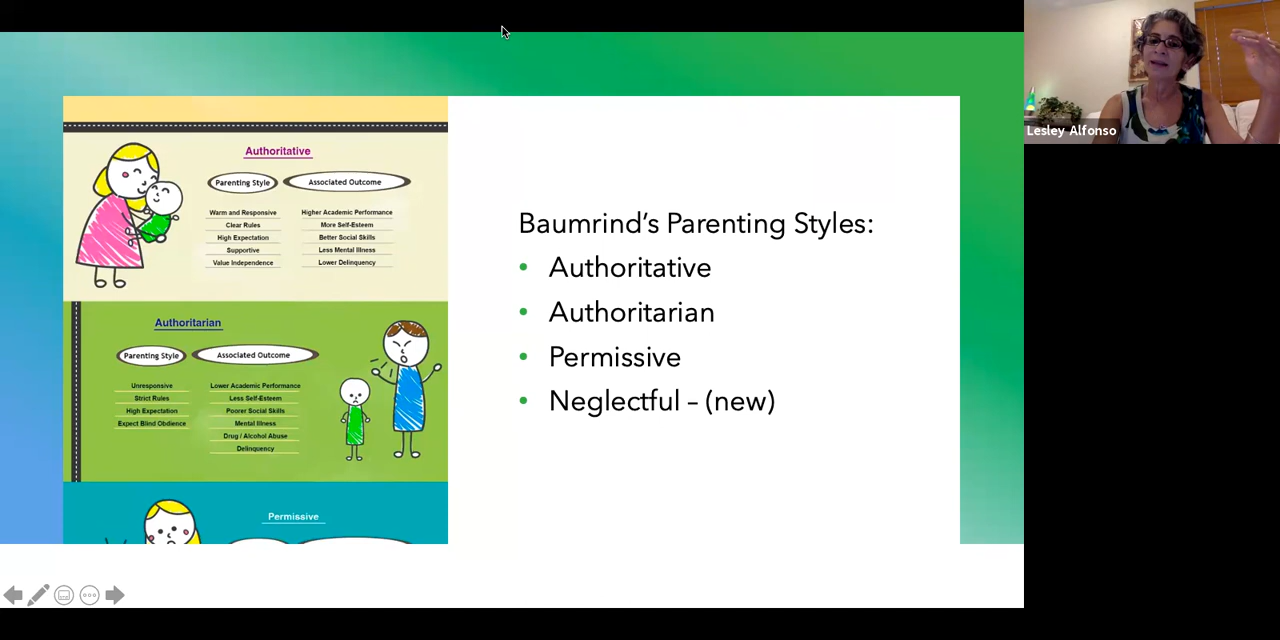 Authoritative
Parenting Style
Associated Outcome
Warm and Responsive
Higher Academic Performance
Clear Rules
More Self-Esteem
High Expectation
Better Social Skills
Supportive
Less Mental Illness
Value Independence
Lower Delinquency
Authoritarian
Parenting Style
Associated Outcome
Unresponsive
Lower Academic Performance
Strict Rules
Less Self-Esteem
High Expectation
Poorer Social Skills
Expect Blind Obdience
Mental Illness
Drug / Alcohol Abuse
Delinquency
Permissive
Baumrind’s Parenting Styles:
• Authoritative
• Authoritarian
• Permissive
• Neglectful – (new)
Lesley Alfonso